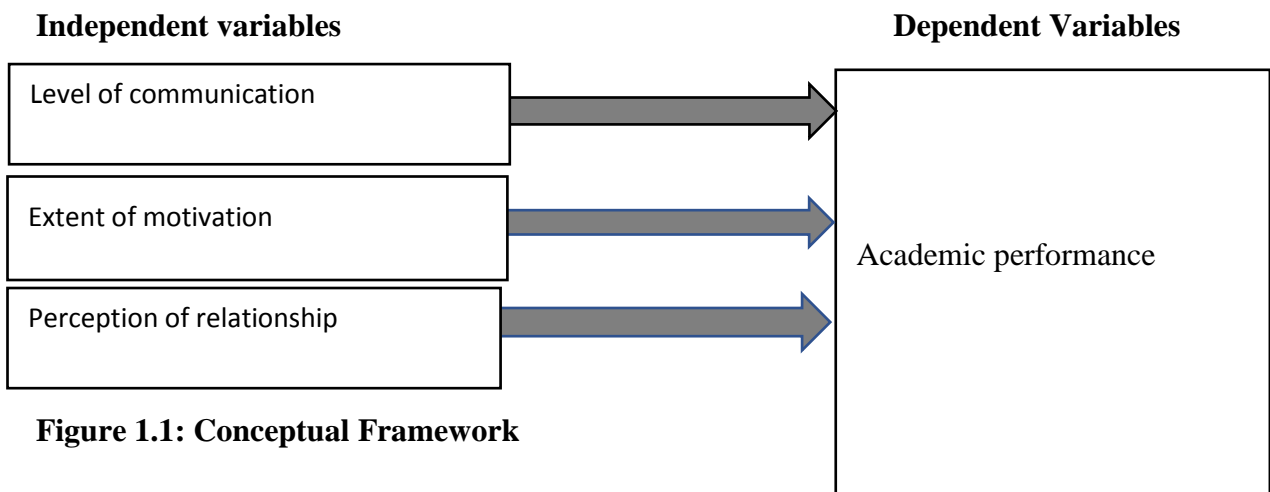 Independent variables
Dependent Variables
Level of communication
Extent of motivation
Academic performance
Perception of relationship
Figure 1.1: Conceptual Framework